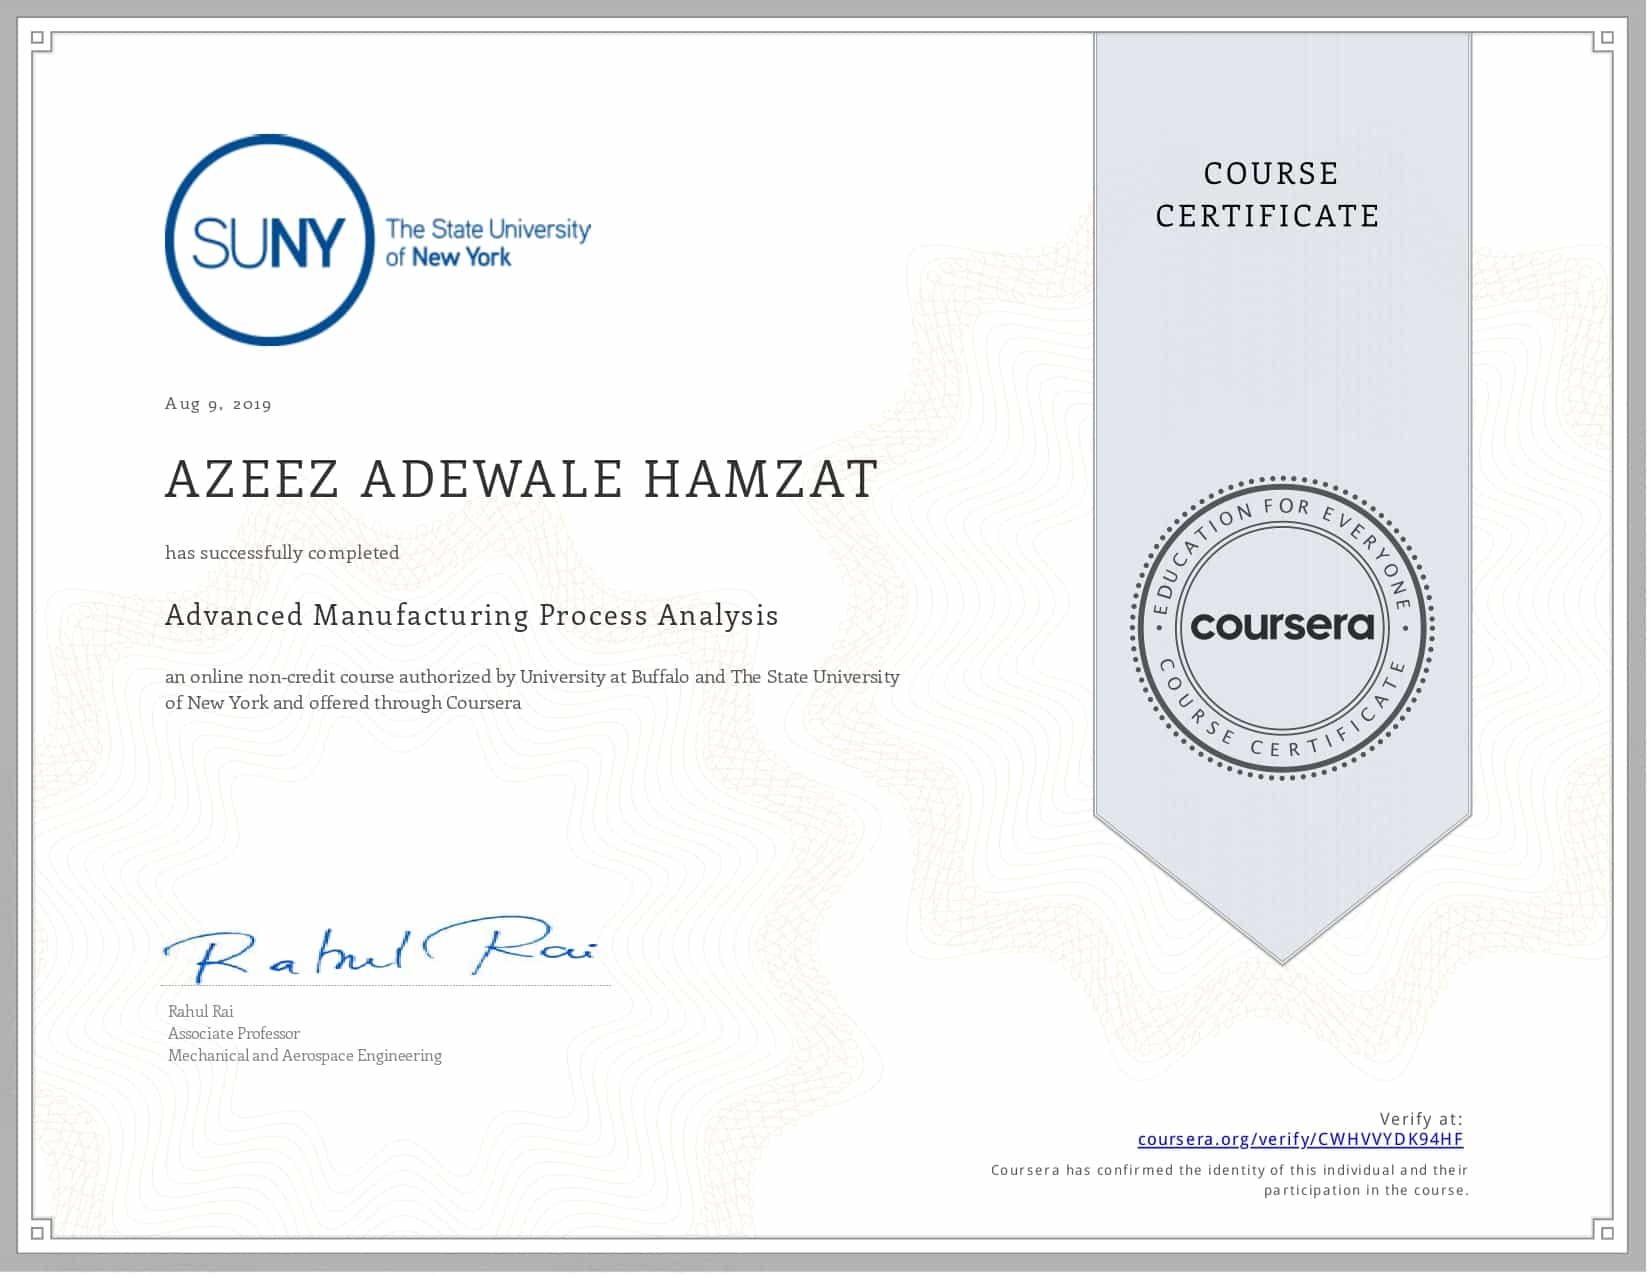 COURSE
CERTIFICATE
SUNY
The State University
of New York
Aug 9, 2019
AZEEZ ADEWALE HAMZAT
has successfully completed
Advanced Manufacturing Process Analysis
an online non-credit course authorized by University at Buffalo and The State University
of New York and offered through Coursera
EDUCATION FOR EVERYONE
coursera
COURSE CERTIFICATE
Rahul Rai
Rahul Rai
Associate Professor
Mechanical and Aerospace Engineering
Verify at:
coursera.org/verify/CWHVVYDK94HF
Coursera has confirmed the identity of this individual and their
participation in the course.